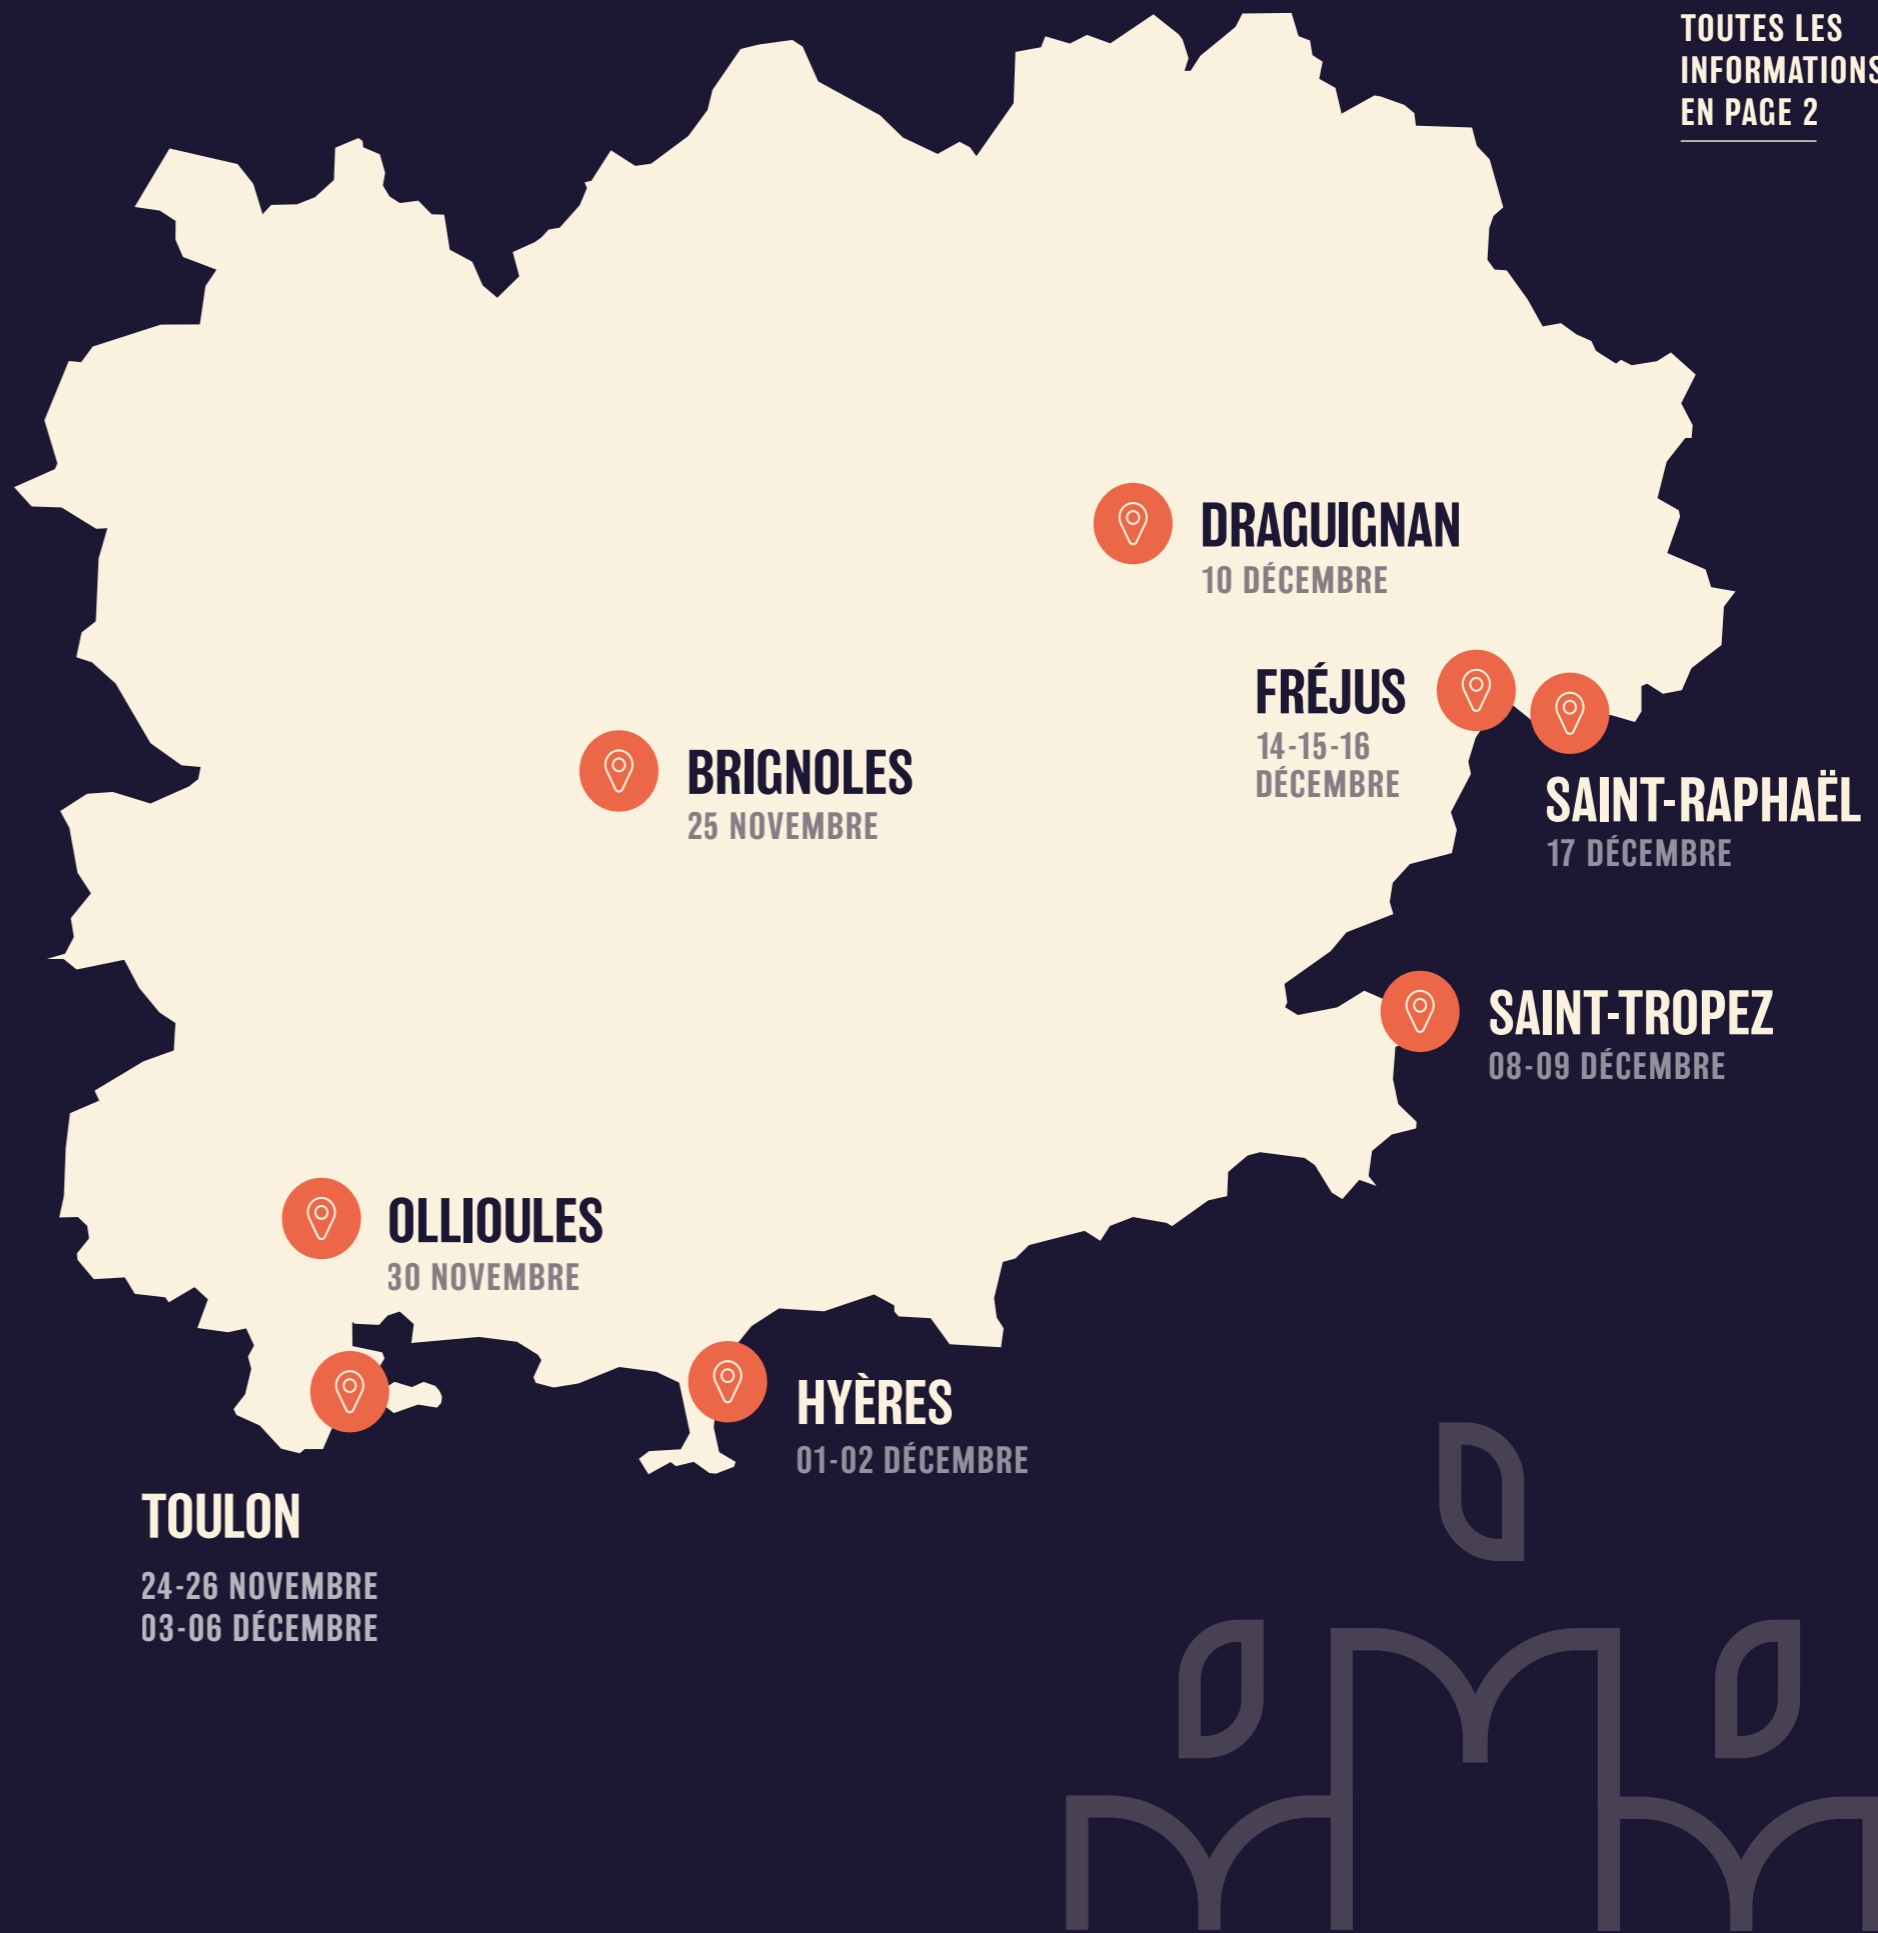 TOUTES LES
INFORMATIONS
EN PAGE 2
DRAGUIGNAN
10 DÉCEMBRE
FRÉJUS
14-15-16
DÉCEMBRE
BRIGNOLES
25 NOVEMBRE
SAINT-RAPHAËL
17 DÉCEMBRE
SAINT-TROPEZ
08-09 DÉCEMBRE
OLLIOULES
30 NOVEMBRE
HYÈRES
01-02 DÉCEMBRE
TOULON
24-26 NOVEMBRE
03-06 DÉCEMBRE